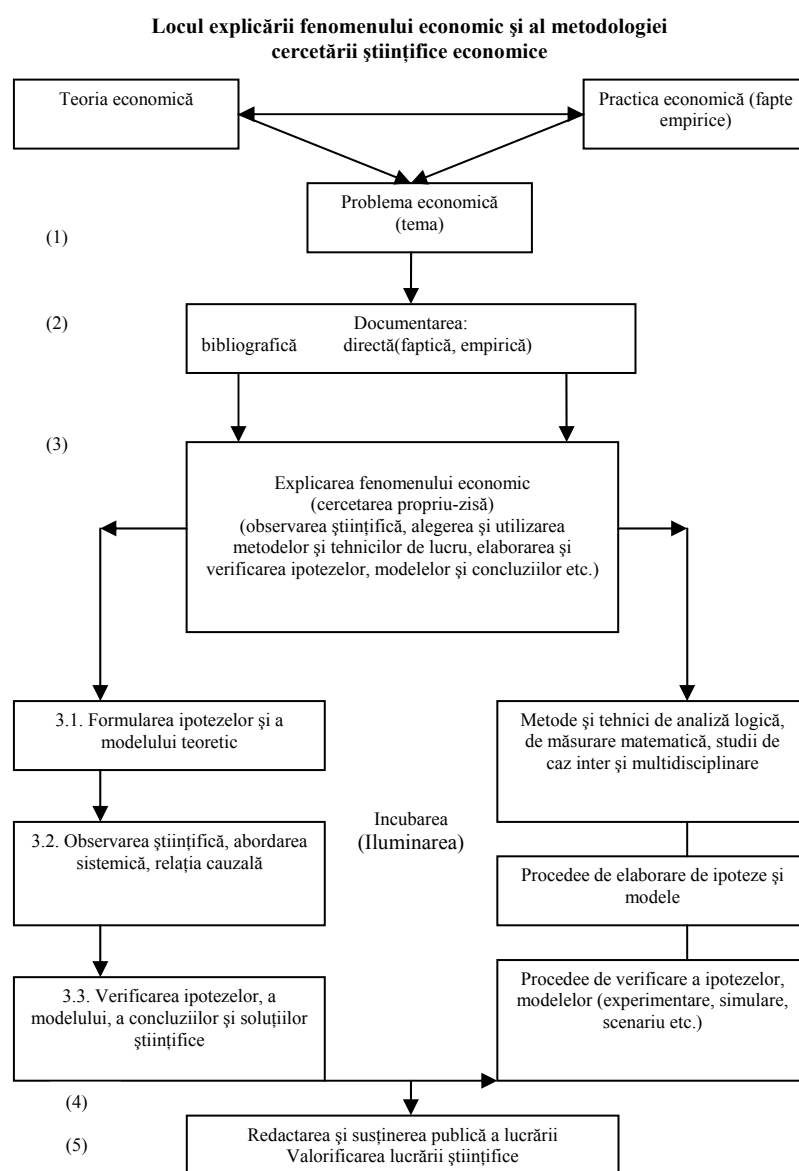 Locul explicării fenomenului economic şi al metodologiei
cercetării ştiinţifice economice
Teoria economică
Practica economică (fapte
empirice)
Problema economică
(tema)
(1)
(2)
Documentarea:
bibliografică directă(faptică, empirică)
(3)
Explicarea fenomenului economic
(cercetarea propriu-zisă)
(observarea ştiinţifică, alegerea şi utilizarea
metodelor şi tehnicilor de lucru, elaborarea şi
verificarea ipotezelor, modelelor şi concluziilor etc.)
3.1. Formularea ipotezelor şi a
modelului teoretic
Metode şi tehnici de analiză logică,
de măsurare matematică, studii de
caz inter şi multidisciplinare
3.2. Observarea ştiinţifică, abordarea
sistemică, relaţia cauzală
Incubarea
(Iluminarea)
Procedee de elaborare de ipoteze şi
modele
3.3. Verificarea ipotezelor, a
modelului, a concluziilor şi soluţiilor
ştiinţifice
Procedee de verificare a ipotezelor,
modelelor (experimentare, simulare,
scenariu etc.)
(4)
(5)
Redactarea şi susţinerea publică a lucrării
Valorificarea lucrării ştiinţifice